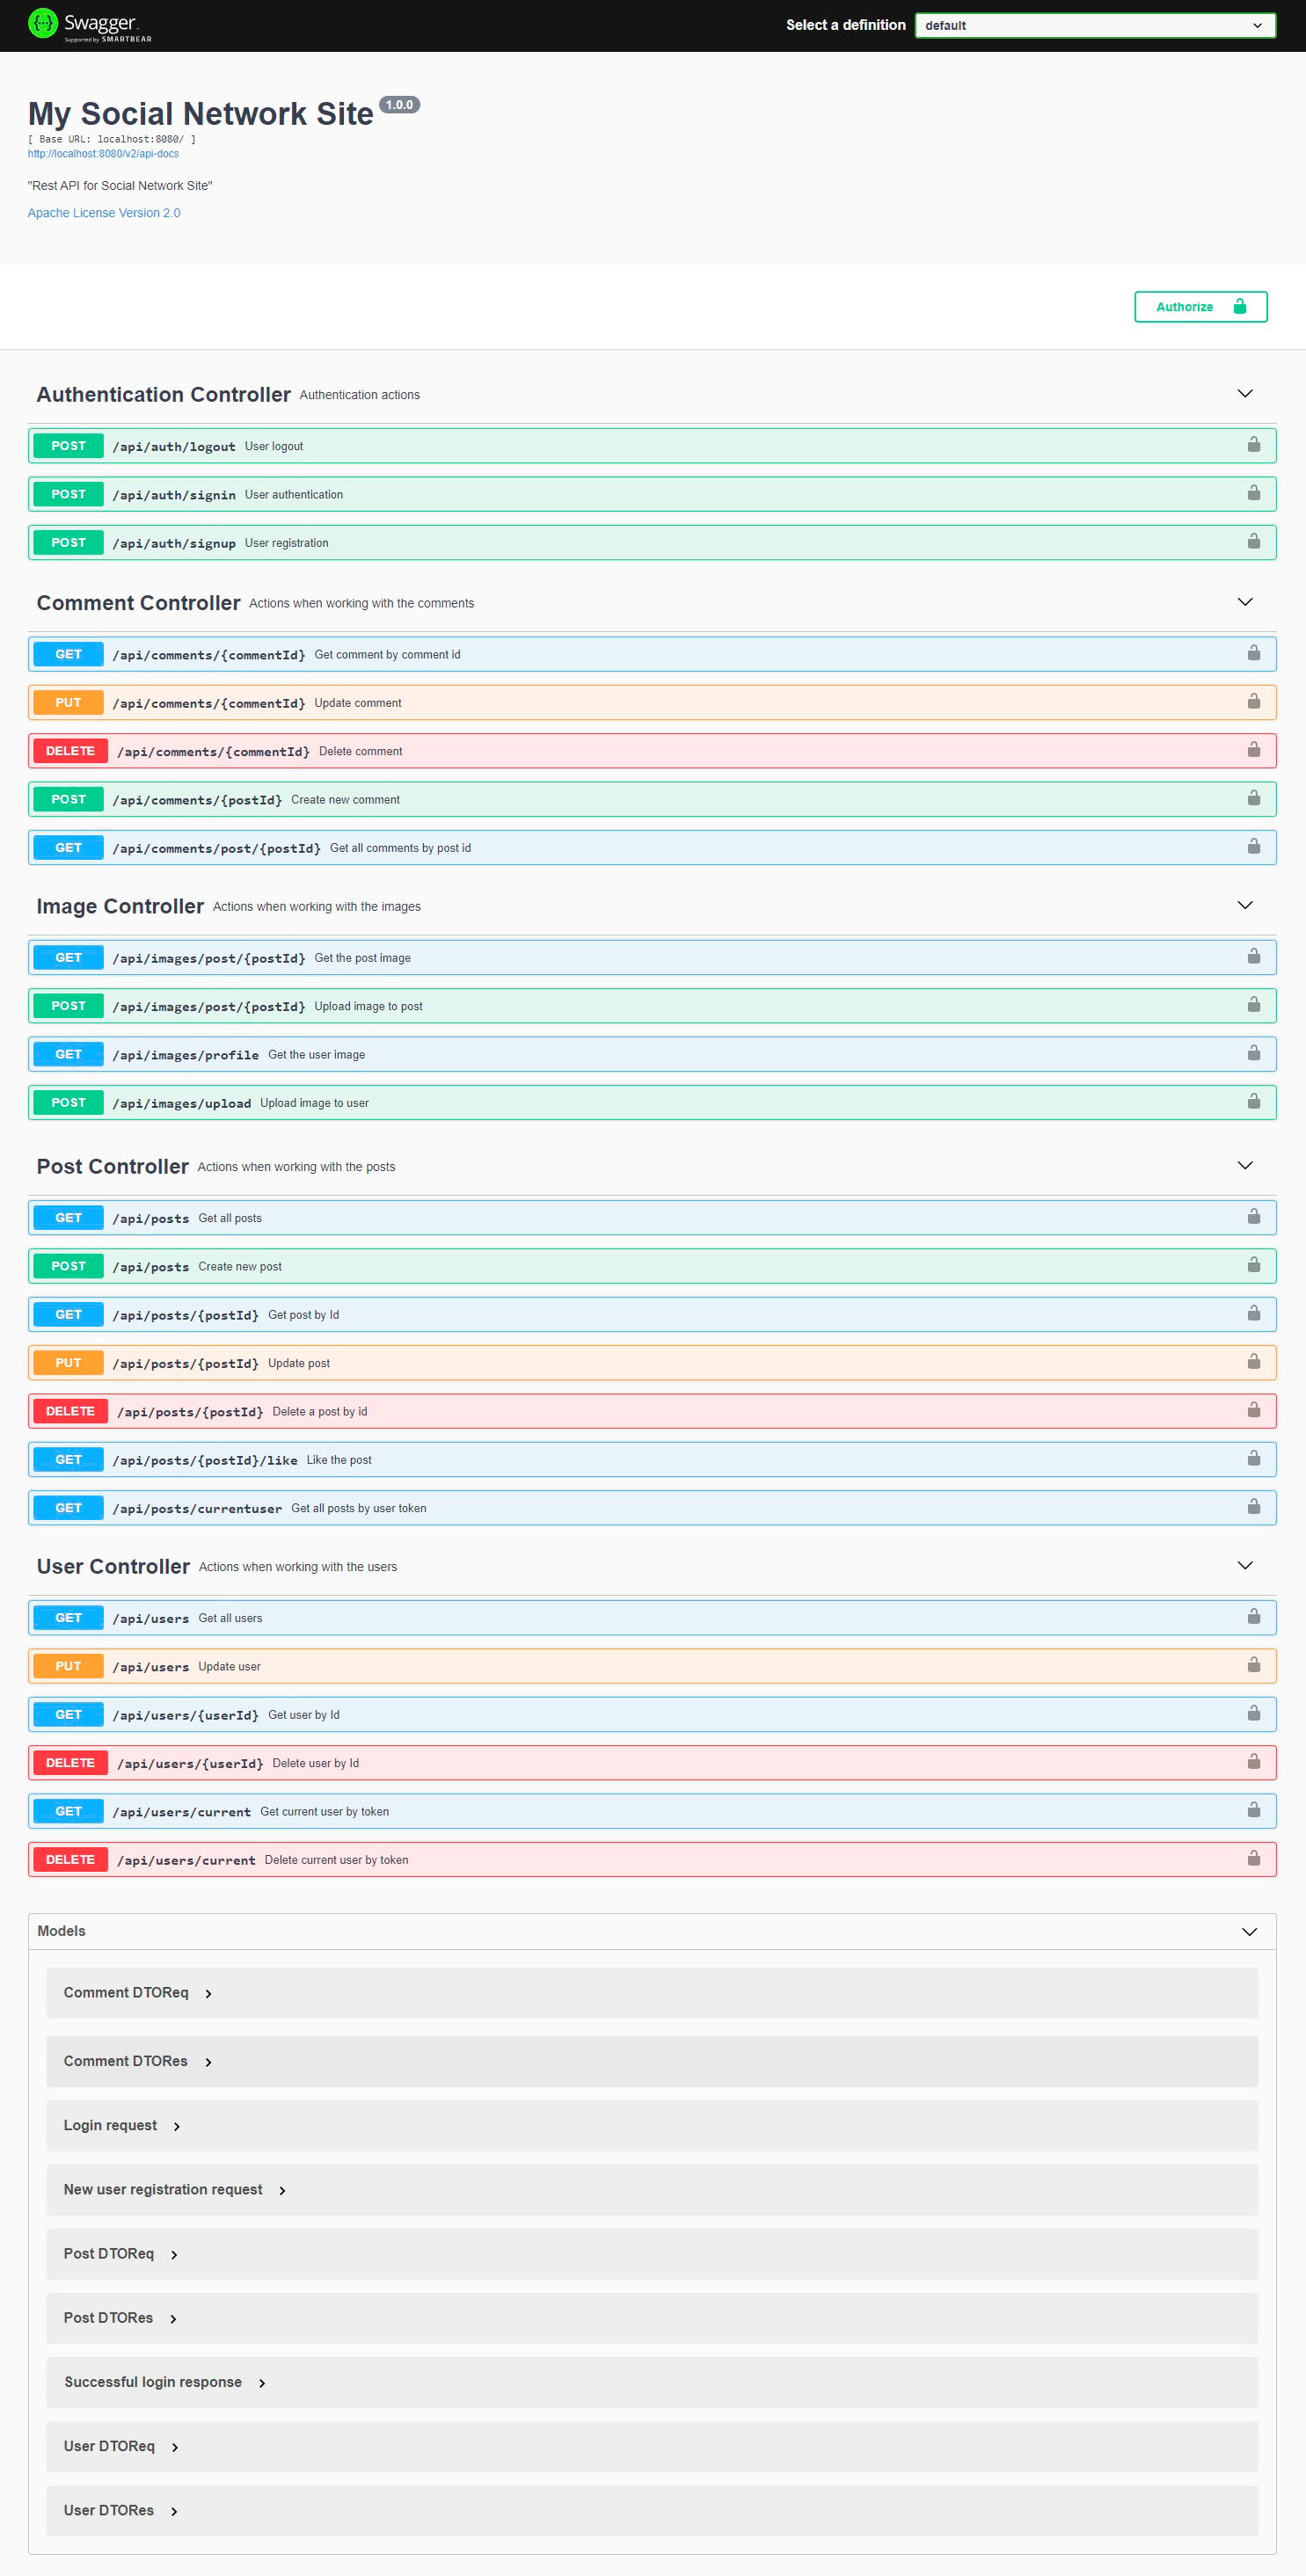 Swagger
Supported by SMARTBEAR
Select a definition default
My Social Network Site 1.0.0
[ Base URL: localhost:8080/ ]
http://localhost:8080/v2/api-docs
"Rest API for Social Network Site"
Apache License Version 2.0
Authorize
Authentication Controller Authentication actions
POST /api/auth/logout User logout
POST /api/auth/signin User authentication
POST /api/auth/signup User registration
Comment Controller Actions when working with the comments
GET /api/comments/{commentId} Get comment by comment id
PUT /api/comments/{commentId} Update comment
DELETE /api/comments/{commentId} Delete comment
POST /api/comments/{postId} Create new comment
GET /api/comments/post/{postId} Get all comments by post id
Image Controller Actions when working with the images
GET /api/images/post/{postId} Get the post image
POST /api/images/post/{postId} Upload image to post
GET /api/images/profile Get the user image
POST /api/images/upload Upload image to user
Post Controller Actions when working with the posts
GET /api/posts Get all posts
POST /api/posts Create new post
GET /api/posts/{postId} Get post by Id
PUT /api/posts/{postId} Update post
DELETE /api/posts/{postId} Delete a post by id
GET /api/posts/{postId}/like Like the post
GET /api/posts/currentuser Get all posts by user token
User Controller Actions when working with the users
GET /api/users Get all users
PUT /api/users Update user
GET /api/users/{userId} Get user by Id
DELETE /api/users/{userId} Delete user by Id
GET /api/users/current Get current user by token
DELETE /api/users/current Delete current user by token
Models
Comment DTOReq
Comment DTORes
Login request
New user registration request
Post DTOReq
Post DTORes
Successful login response
User DTOReq
User DTORes